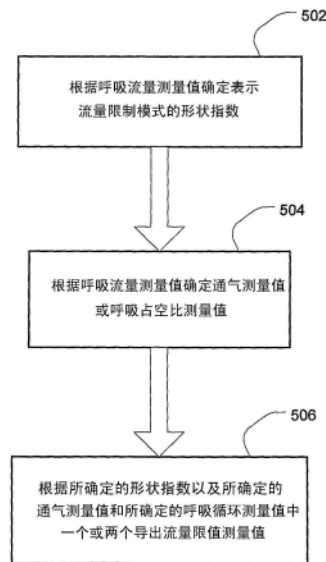 502
根据呼吸流量测量值确定表示
流量限制模式的形状指数
504
根据呼吸流量测量值确定通气测量值
或呼吸占空比测量值
506
根据所确定的形状指数以及所确定的
通气测量值和所确定的呼吸循环测量值中
一个或两个导出流量限值测量值